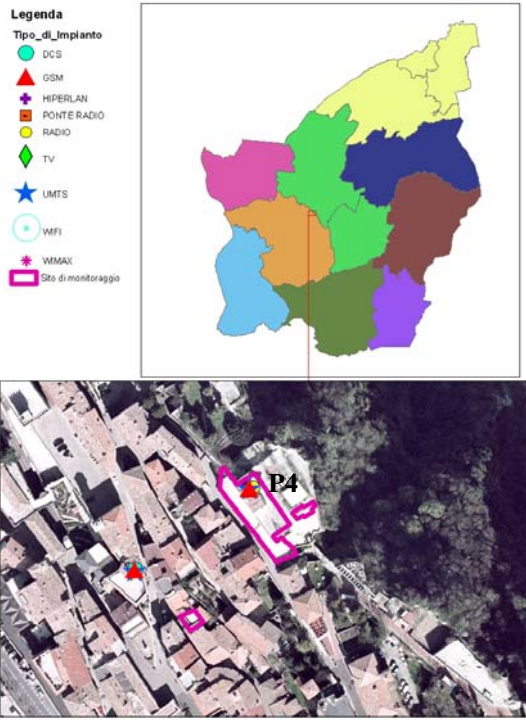 Legenda
Tipo_di_Impianto
DCS
GSM
HIPERLAN
PONTE RADIO
RADIO
TV
UMTS
WIFI
WIMAX
Sito di monitoraggio
P4